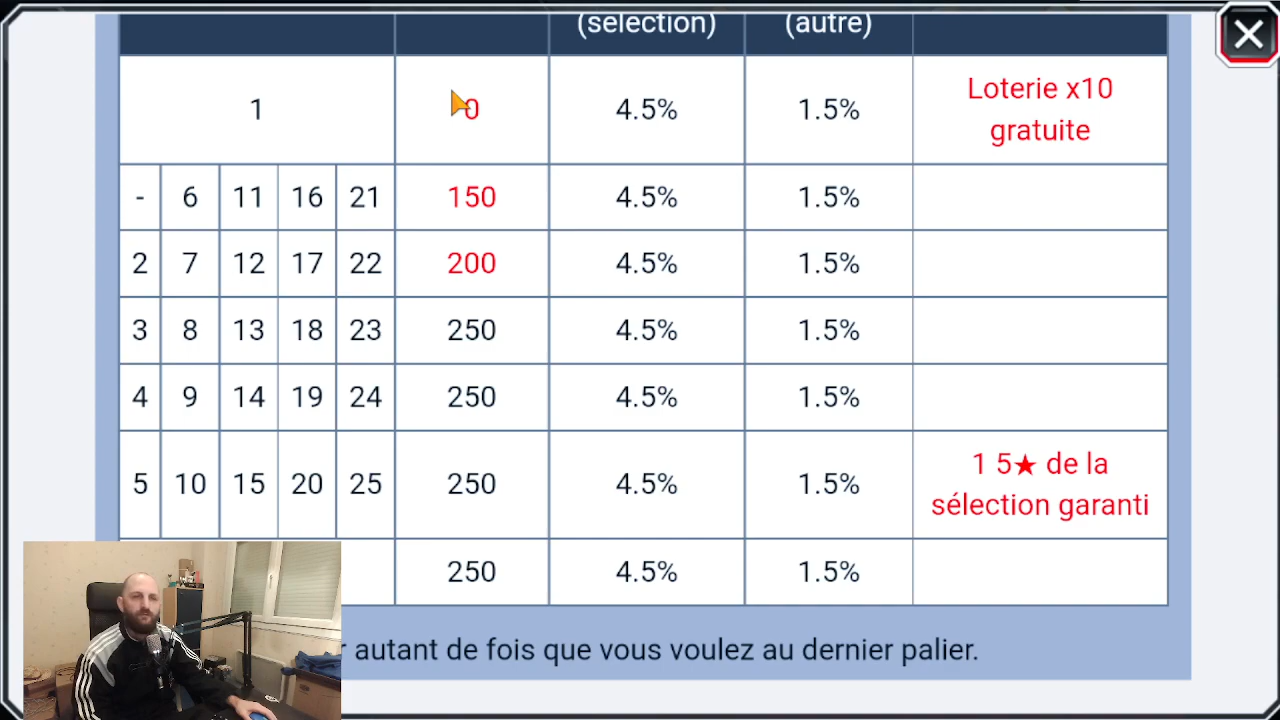 (sélection) (autre)
1 0 4.5% 1.5% Loterie x10 gratuite
- 6 11 16 21 150 4.5% 1.5%
2 7 12 17 22 200 4.5% 1.5%
3 8 13 18 23 250 4.5% 1.5%
4 9 14 19 24 250 4.5% 1.5%
5 10 15 20 25 250 4.5% 1.5% 1 5★ de la sélection garanti
250 4.5% 1.5%
autant de fois que vous voulez au dernier palier.